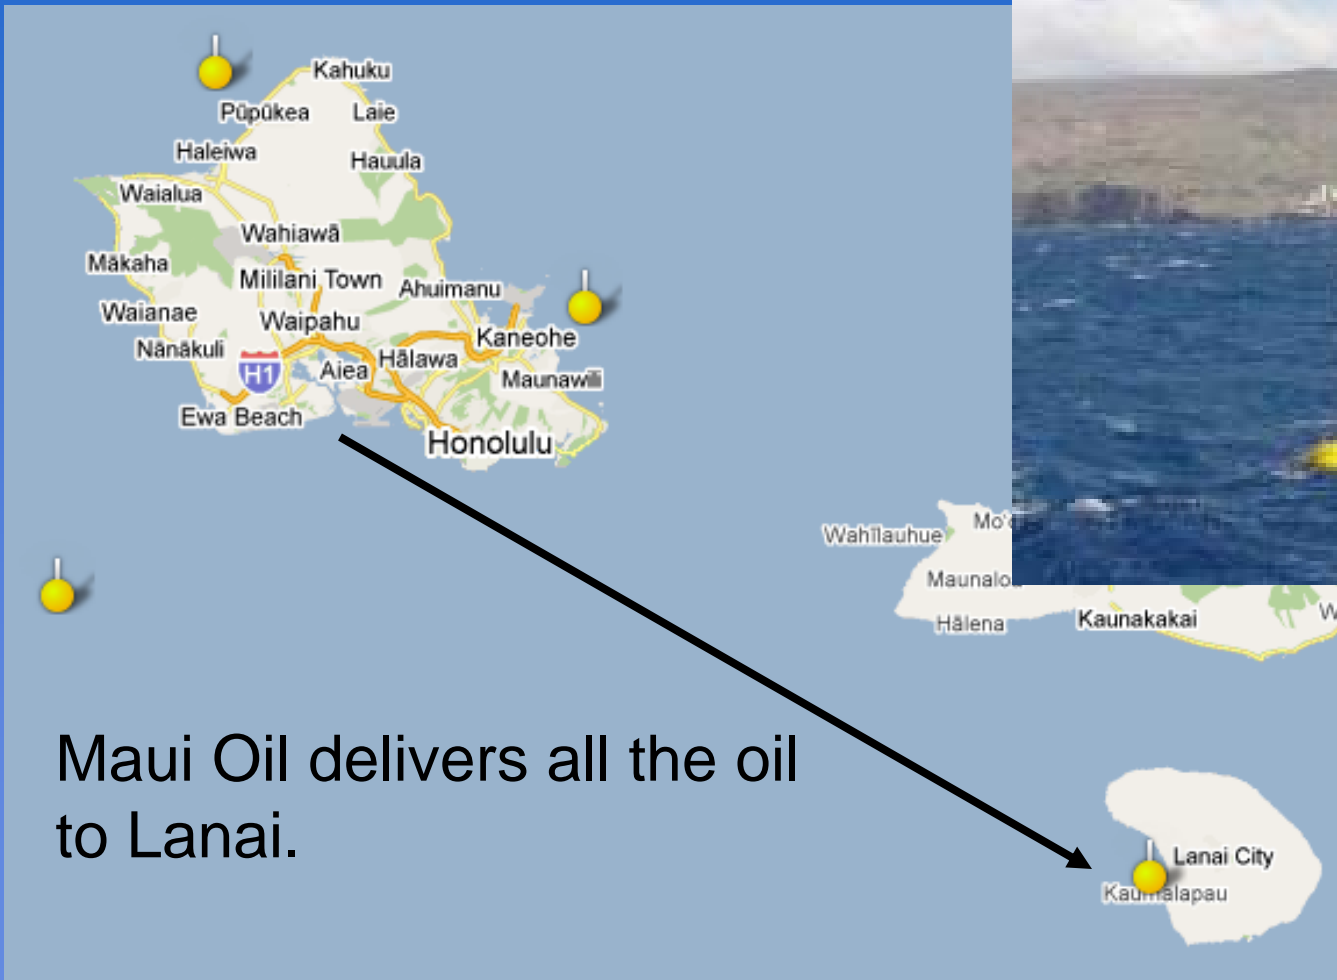 Kahuku
Pūpūkea Laie
Haleiwa
Hauula
Waialua
Wahiawā
Mākaha
Mililani Town
Ahuimanu
Waianae
Waipahu
Kaneohe
Nānākuli
H1
Aiea
Hālawa
Maunawili
Ewa Beach
Honolulu
Wahīlauhue
Maunalo
Hālena
Kaunakakai
W
Maui Oil delivers all the oil
to Lanai.
Lanai City
Kaumalapau